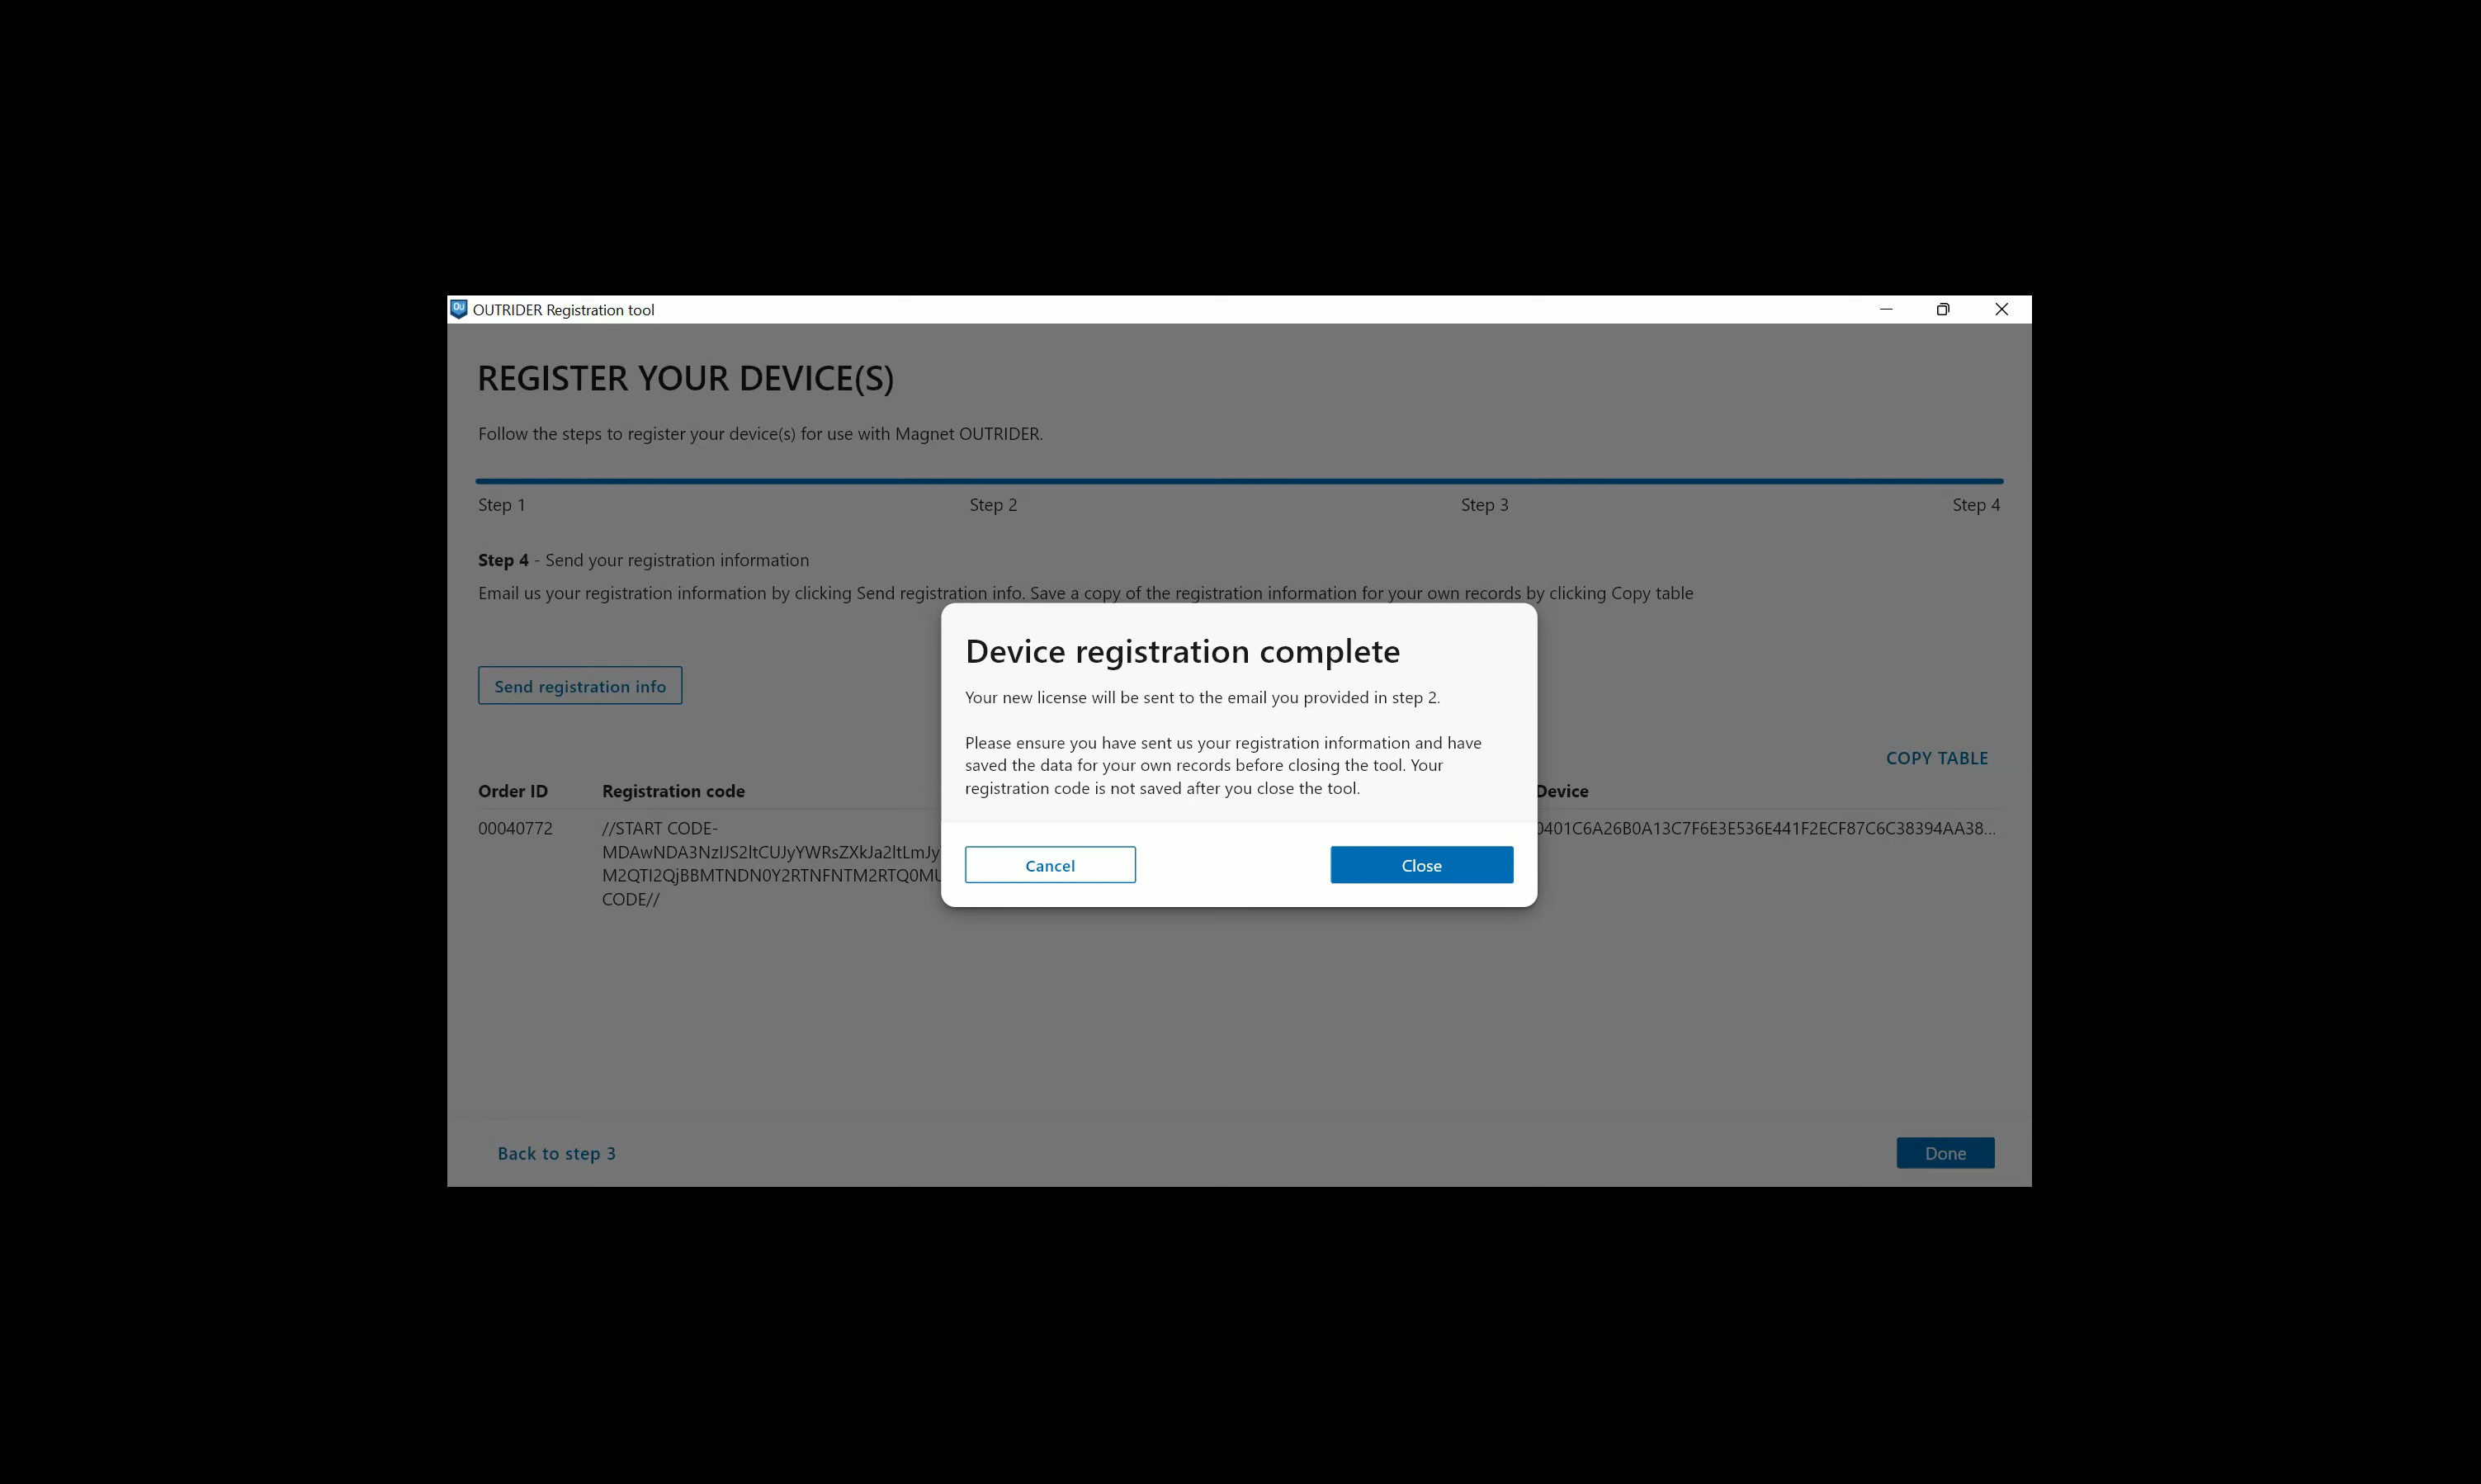 OU OUTRIDER Registration tool
REGISTER YOUR DEVICE(S)
Follow the steps to register your device(s) for use with Magnet OUTRIDER.
Step 1 Step 2 Step 3 Step 4
Step 4 - Send your registration information
Email us your registration information by clicking Send registration info. Save a copy of the registration information for your own records by clicking Copy table
Device registration complete
Your new license will be sent to the email you provided in step 2.
Please ensure you have sent us your registration information and have
saved the data for your own records before closing the tool. Your
registration code is not saved after you close the tool.
Cancel Close
Send registration info
COPY TABLE
Order ID Registration code Device
00040772 //START CODE- 0401C6A26B0A13C7F6E3E536E441F2ECF87C6C38394AA38...
CODE//
Back to step 3 Done